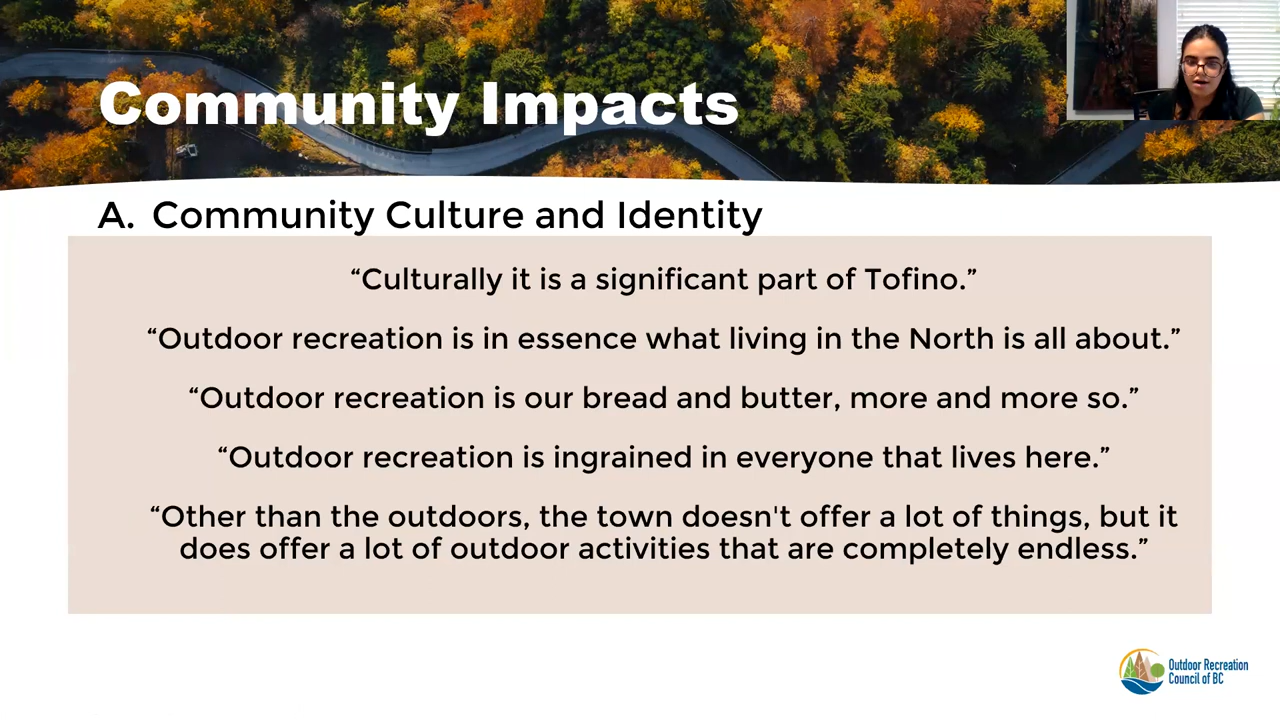 Community Impacts
A. Community Culture and Identity
“Culturally it is a significant part of Tofino.”
“Outdoor recreation is in essence what living in the North is all about.”
“Outdoor recreation is our bread and butter, more and more so.”
“Outdoor recreation is ingrained in everyone that lives here.”
“Other than the outdoors, the town doesn't offer a lot of things, but it
does offer a lot of outdoor activities that are completely endless.”
Outdoor Recreation
Council of BC